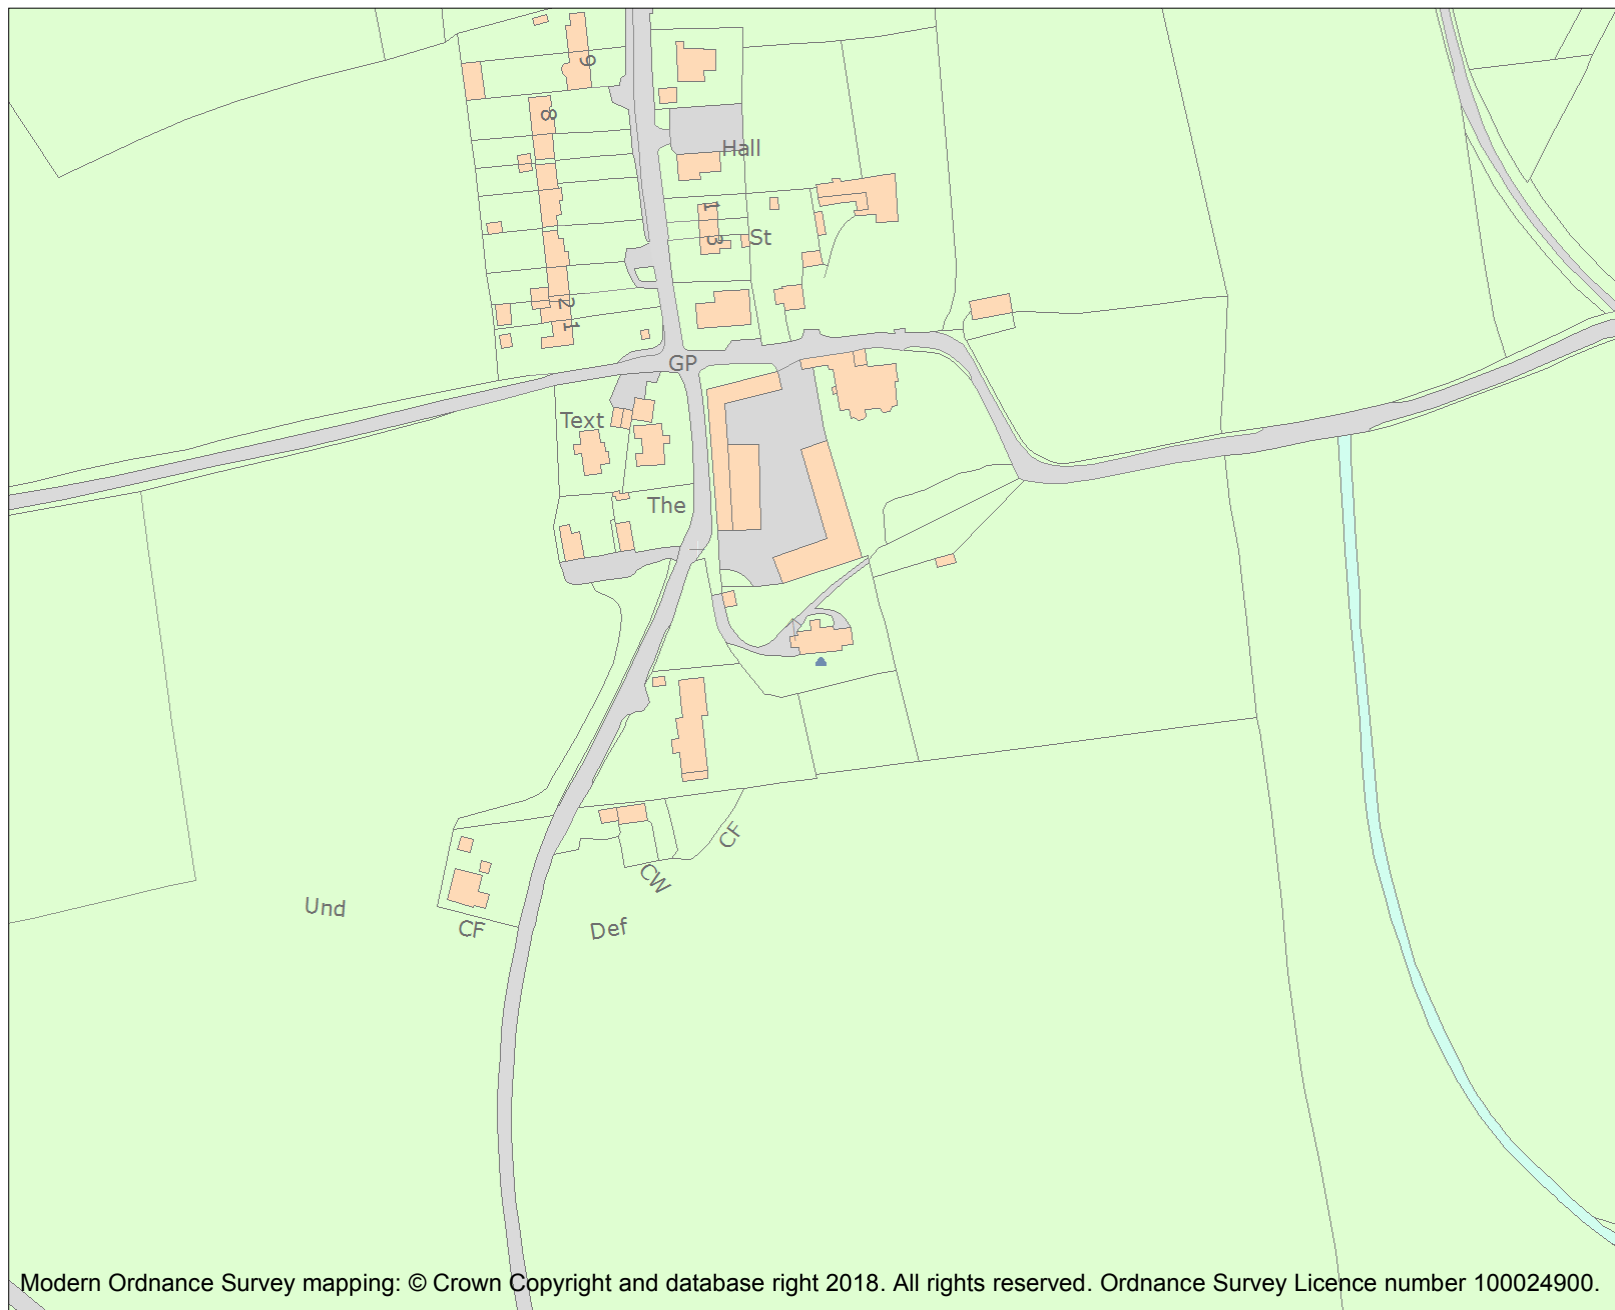 9
8
Hall
1
3
St
2
1
GP
Text
The
CF
CW
Und
CF
Def
Modern Ordnance Survey mapping: © Crown Copyright and database right 2018. All rights reserved. Ordnance Survey Licence number 100024900.